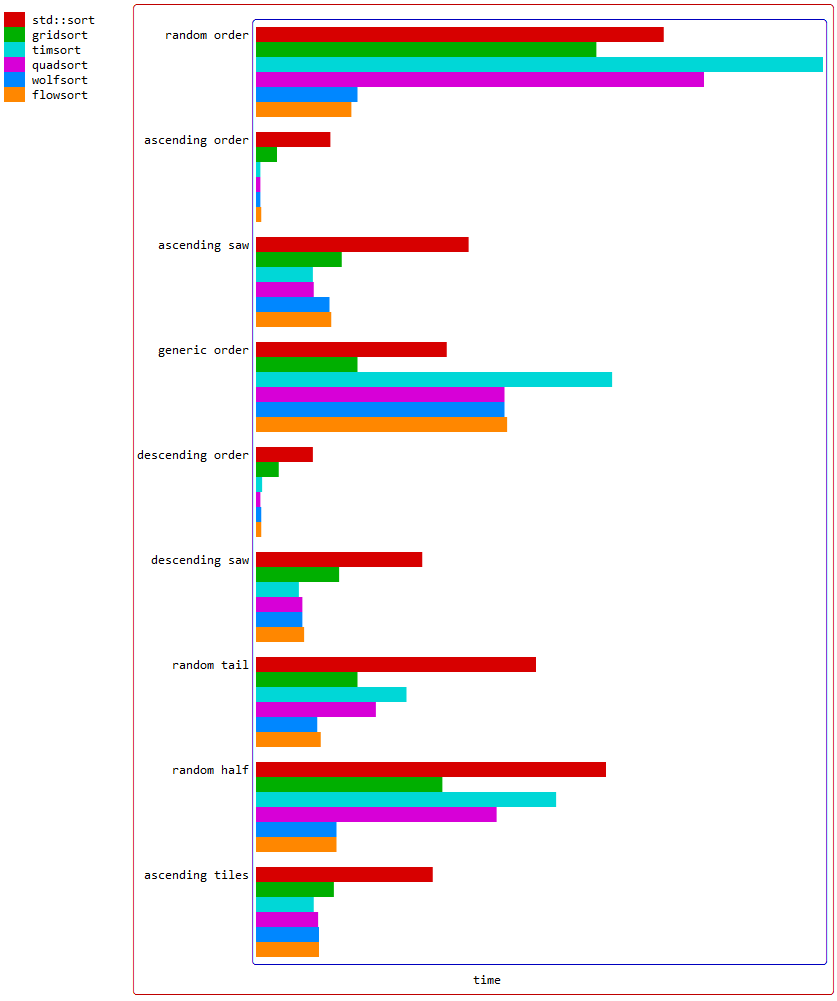 std::sort
gridsort
timsort
quadsort
wolfsort
flowsort
random order
ascending order
ascending saw
generic order
descending order
descending saw
random tail
random half
ascending tiles
time